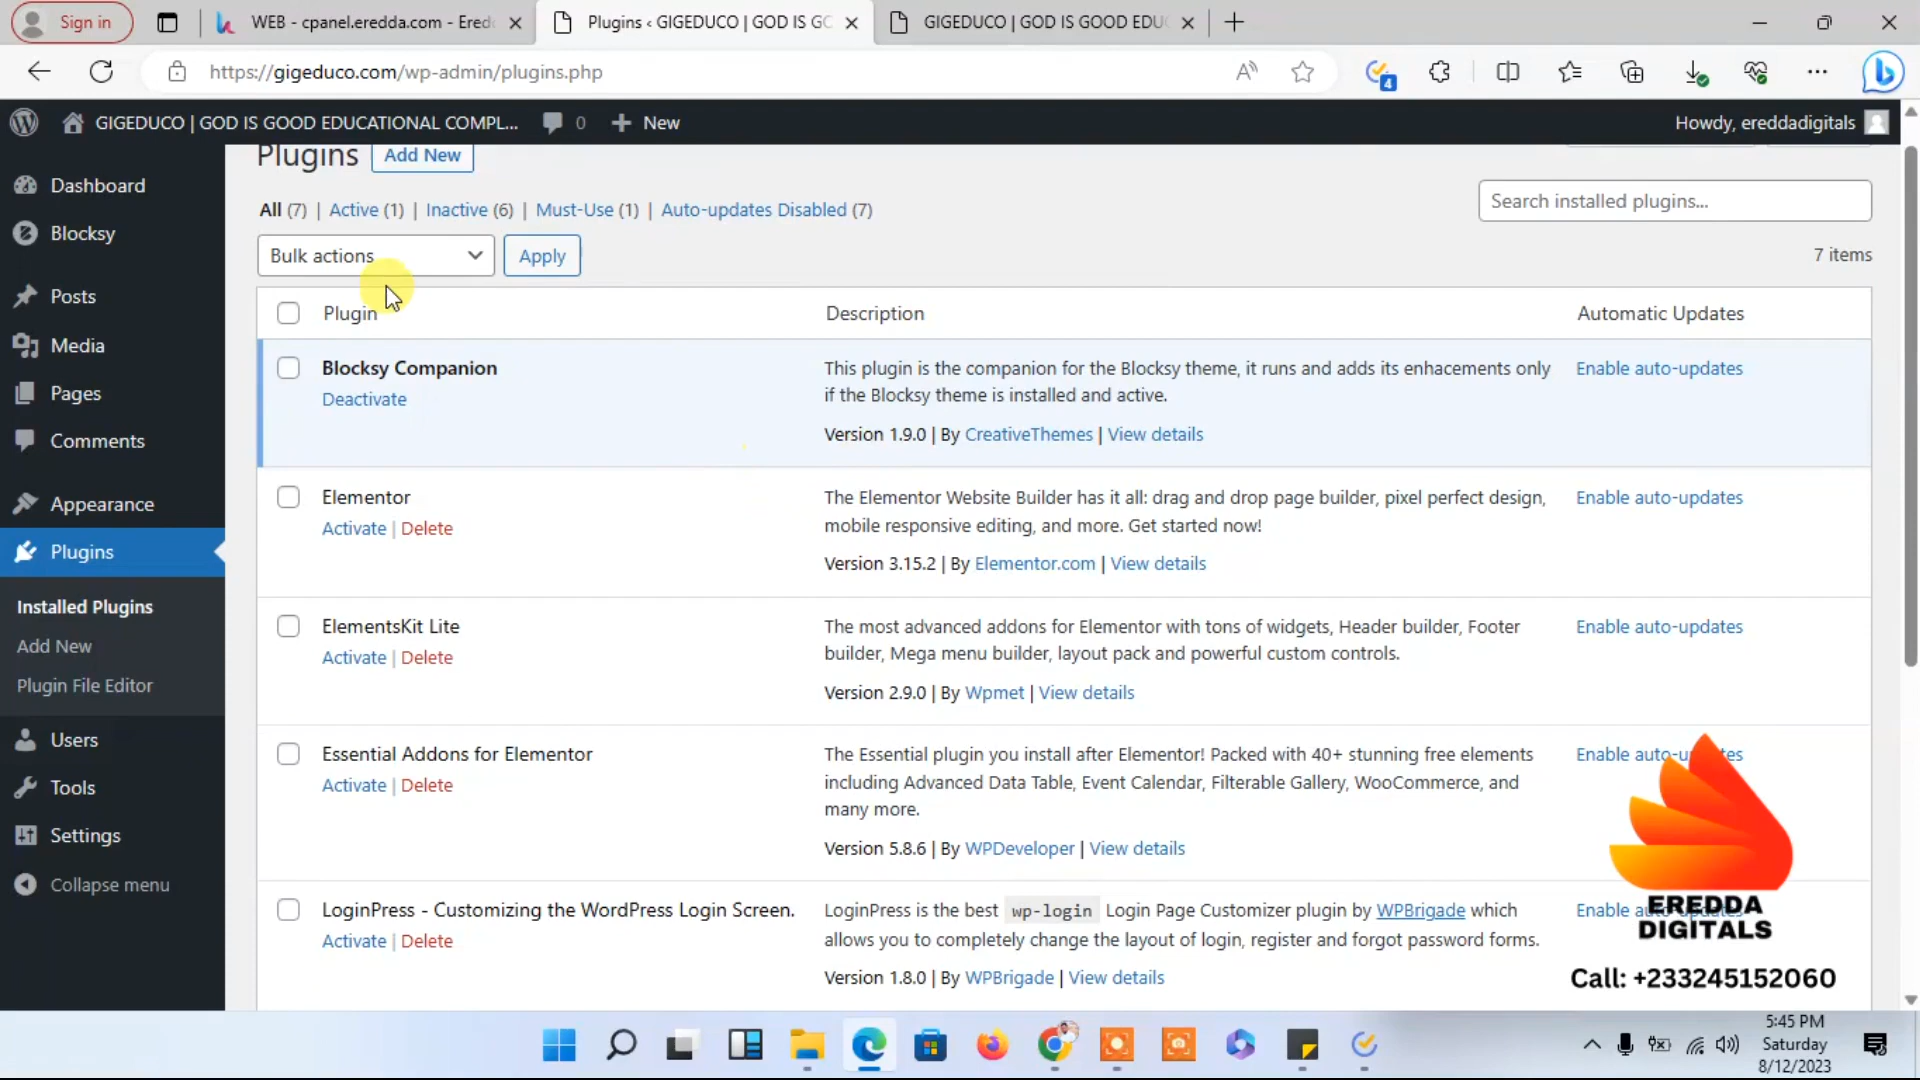 Sign in
WEB - cpanel.eredda.com - Ered
Plugins ‹ GIGEDUCO | GOD IS GO
GIGEDUCO | GOD IS GOOD EDU
https://gigeduco.com/wp-admin/plugins.php
4
GIGEDUCO | GOD IS GOOD EDUCATIONAL COMPL...
0
New
Howdy, ereddadigitals
Dashboard
Blocksy
Posts
Media
Pages
Comments
Appearance
Plugins
Installed Plugins
Add New
Plugin File Editor
Users
Tools
Settings
Collapse menu
Plugins
Add New
All (7) | Active (1) | Inactive (6) | Must-Use (1) | Auto-updates Disabled (7)
Search installed plugins...
Bulk actions
Apply
7 items
Plugin
Description
Automatic Updates
Blocksy Companion
Deactivate
This plugin is the companion for the Blocksy theme, it runs and adds its enhacements only
if the Blocksy theme is installed and active.
Version 1.9.0 | By CreativeThemes | View details
Enable auto-updates
Elementor
Activate | Delete
The Elementor Website Builder has it all: drag and drop page builder, pixel perfect design,
mobile responsive editing, and more. Get started now!
Version 3.15.2 | By Elementor.com | View details
Enable auto-updates
ElementsKit Lite
Activate | Delete
The most advanced addons for Elementor with tons of widgets, Header builder, Footer
builder, Mega menu builder, layout pack and powerful custom controls.
Version 2.9.0 | By Wpmet | View details
Enable auto-updates
Essential Addons for Elementor
Activate | Delete
The Essential plugin you install after Elementor! Packed with 40+ stunning free elements
including Advanced Data Table, Event Calendar, Filterable Gallery, WooCommerce, and
many more.
Version 5.8.6 | By WPDeveloper | View details
Enable
LoginPress - Customizing the WordPress Login Screen.
Activate | Delete
LoginPress is the best wp-login Login Page Customizer plugin by WPBrigade which
allows you to completely change the layout of login, register and forgot password forms.
Version 1.8.0 | By WPBrigade | View details
Enable
EREDDA
DIGITALS
Call: +233245152060
5:45 PM
Saturday
8/12/2023